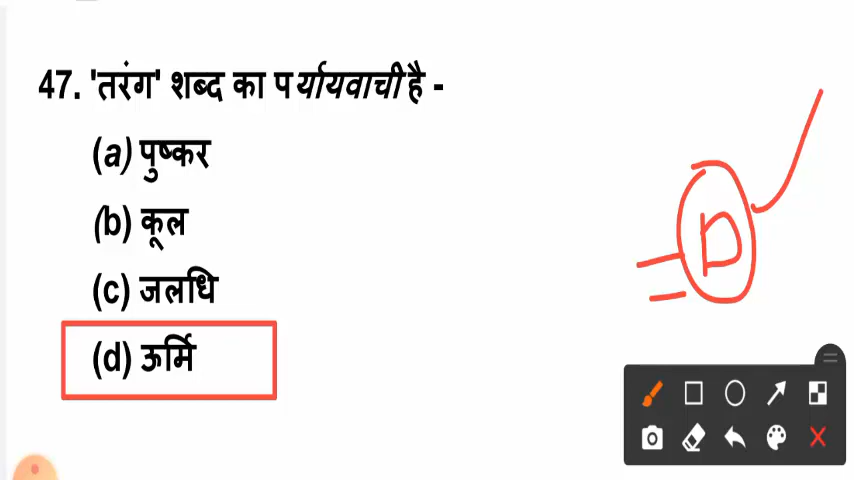 47. 'तरंग' शब्द का पर्यायवाची है -
(a) पुष्कर
(b) कूल
(c) जलधि
(d) ऊर्मि
D